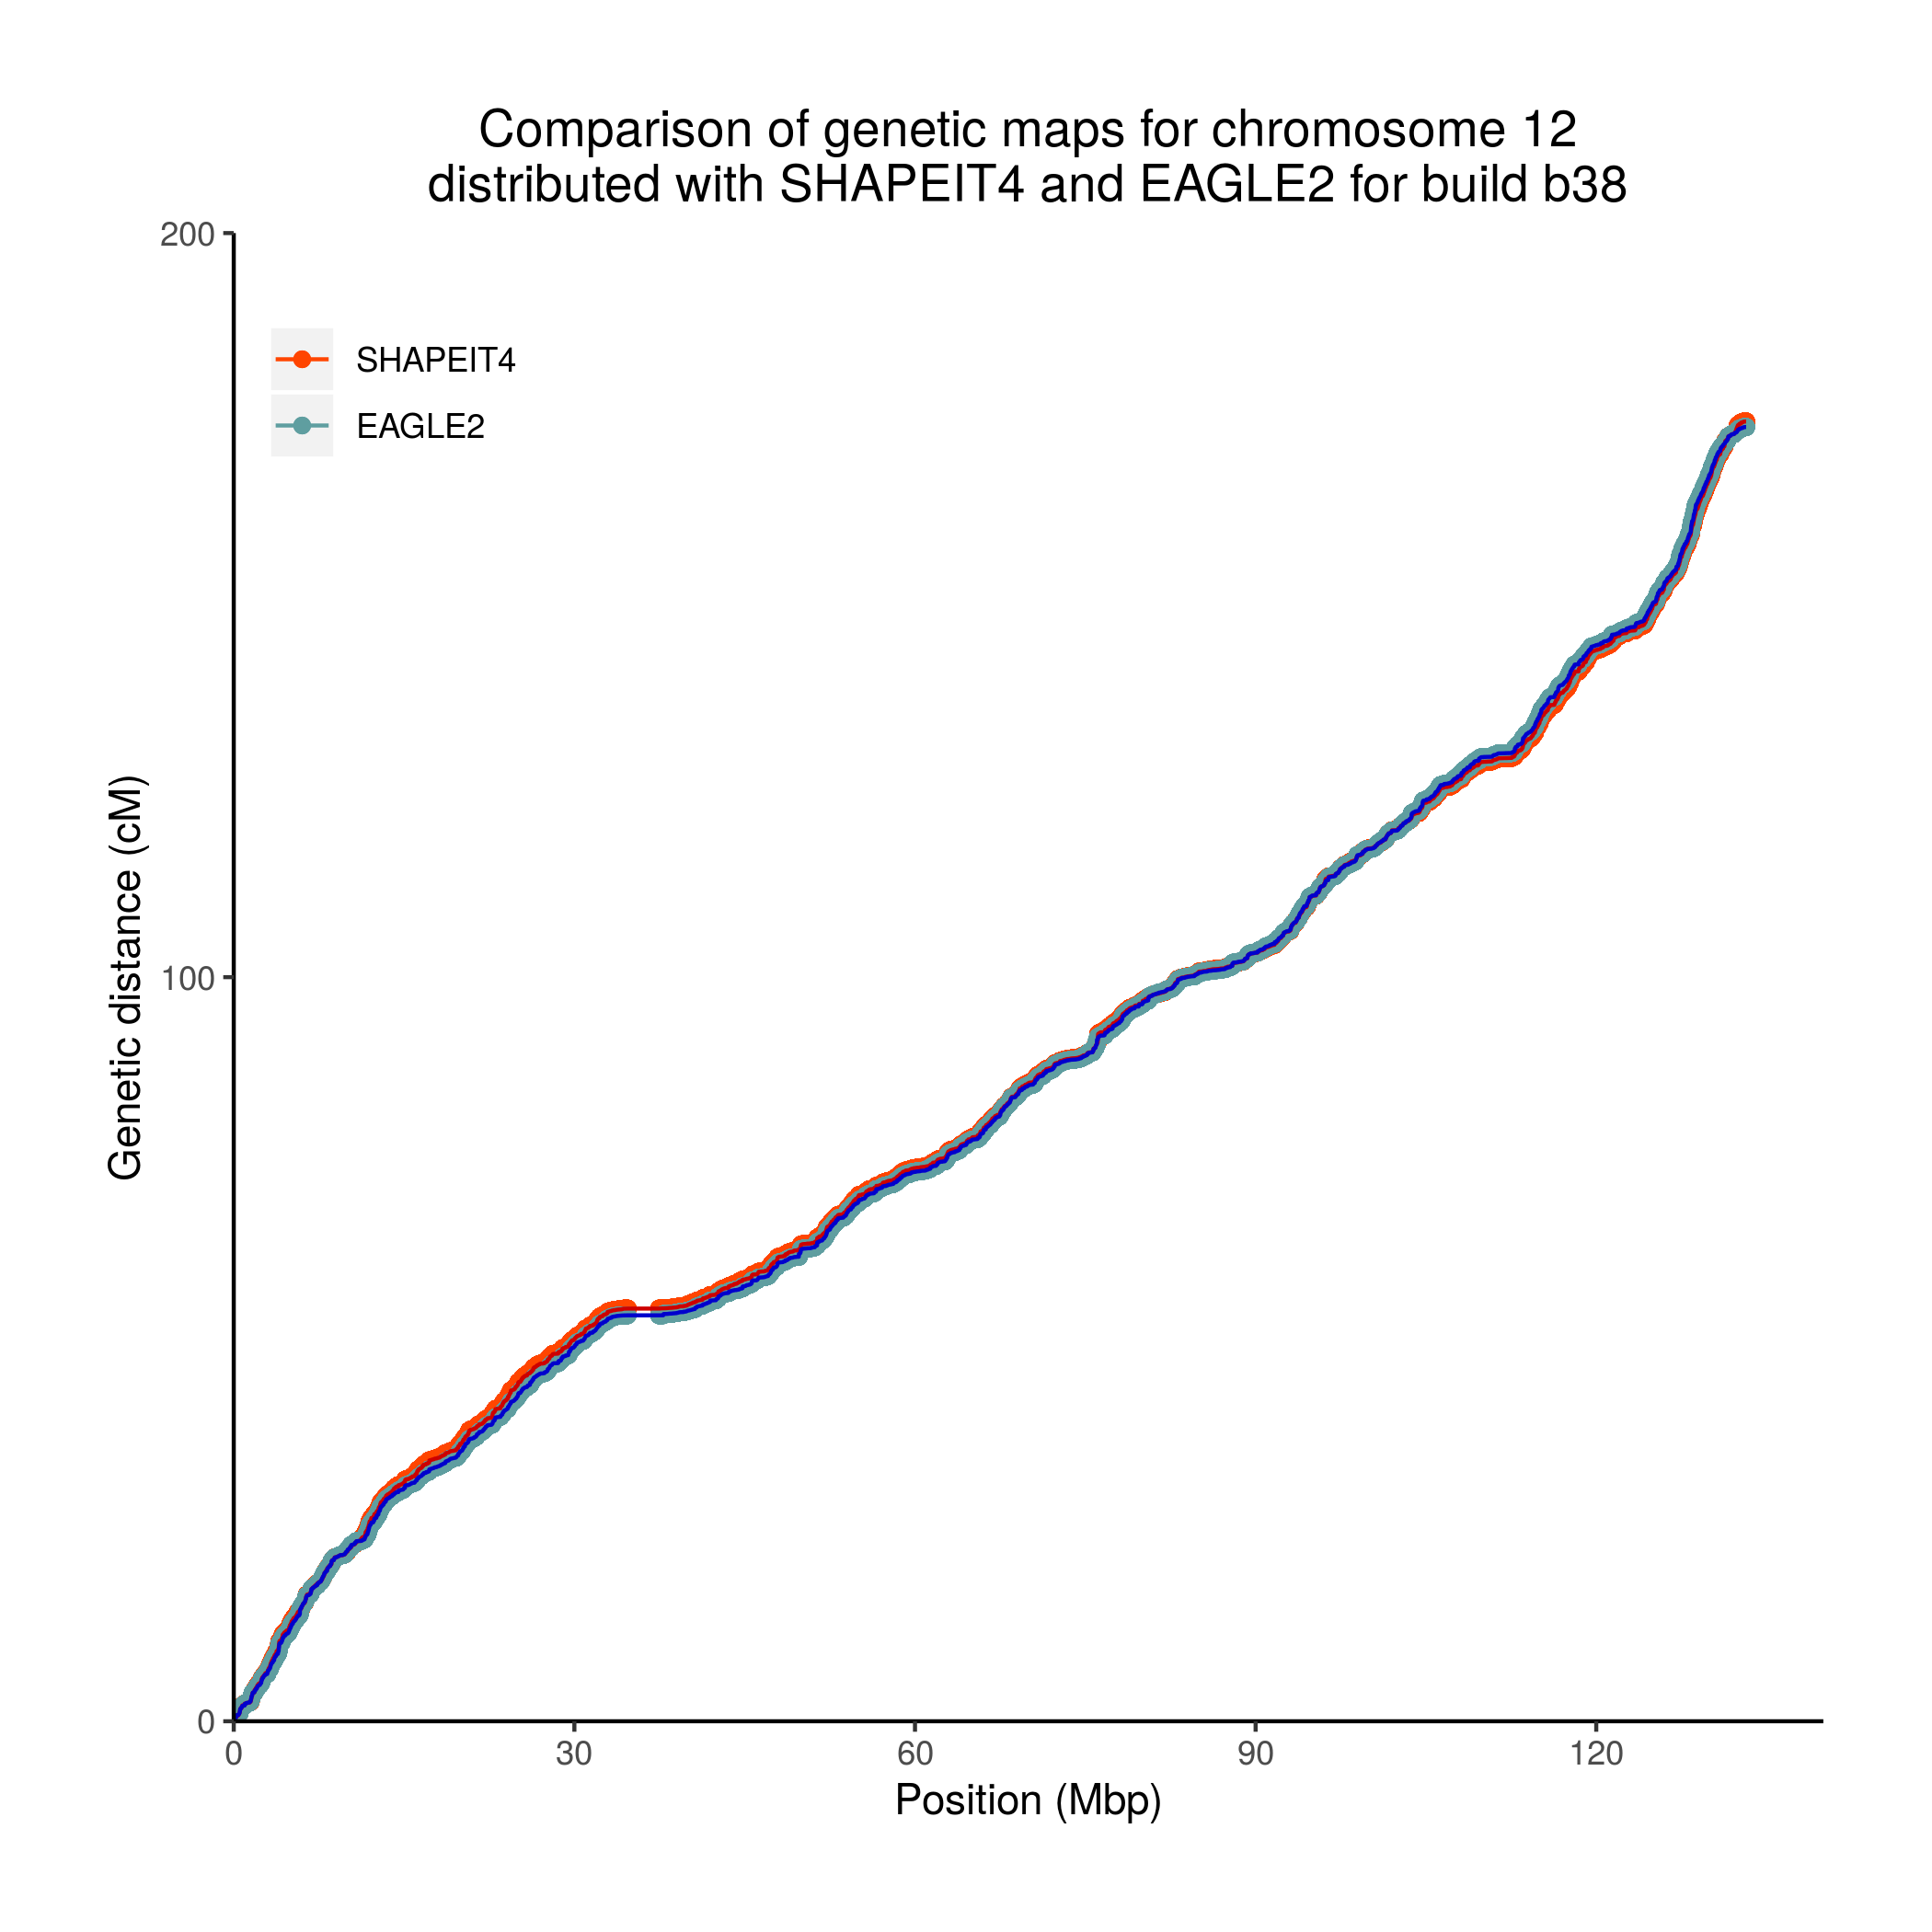 Comparison of genetic maps for chromosome 12
distributed with SHAPEIT4 and EAGLE2 for build b38
200
SHAPEIT4
EAGLE2
Genetic distance (cM)
100
0
0 30 60 90 120
Position (Mbp)